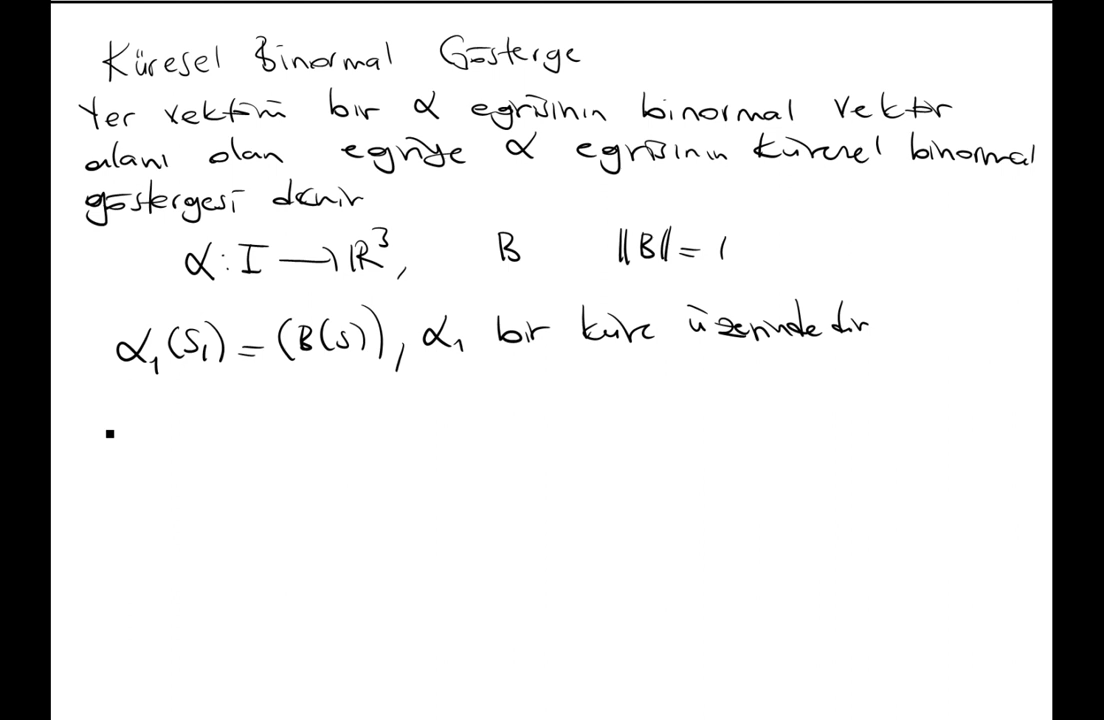 Küresel Binormal Gösterge
Yer vektörü bir α eğrisinin binormal vektör
alanı olan eğriye α eğrisinin küresel binormal
göstergesi denir
α : I → ℝ³, B ‖B‖ = 1
α₁(S₁) = (B(s)), α₁ bir küre üzerindedir